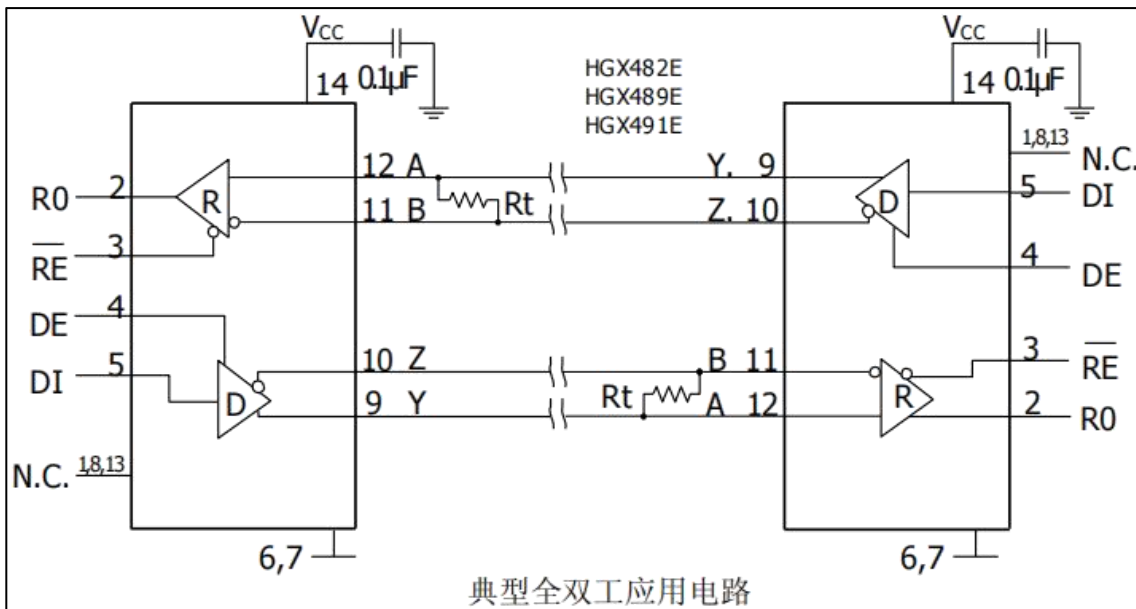 VCC
14 0.1µF
HGX482E
HGX489E
HGX491E
VCC
14 0.1µF
R0 2
R
12 A
11 B
Rt
Y. 9
Z. 10
D
1,8,13 N.C.
5 DI
4 DE
RE 3
DE 4
DI 5
D
10 Z
9 Y
Rt
B 11
A 12
R
3 RE
2 R0
N.C. 1,8,13
6,7
6,7
典型全双工应用电路